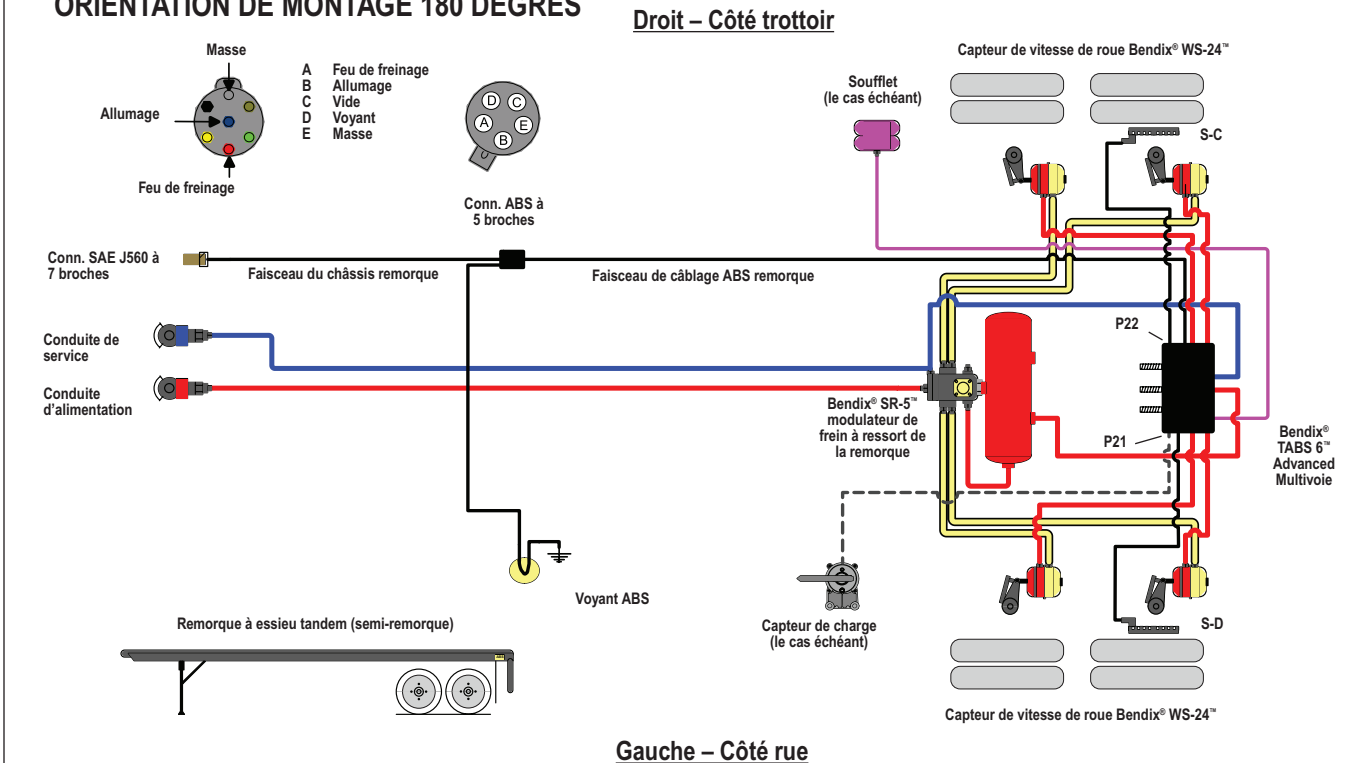 ORIENTATION DE MONTAGE 180 DEGRÉS
Droit – Côté trottoir
Masse
Allumage
Feu de freinage
A Feu de freinage
B Allumage
C Vide
D Voyant
E Masse
D
C
A
E
B
Conn. ABS à
5 broches
Soufflet
(le cas échéant)
Capteur de vitesse de roue Bendix® WS-24™
S-C
Conn. SAE J560 à
7 broches
Faisceau du châssis remorque
Faisceau de câblage ABS remorque
Conduite de
service
Conduite
d’alimentation
P22
Bendix® SR-5™
modulateur de
frein à ressort de
la remorque
P21
Bendix®
TABS 6™
Advanced
Multivoie
Voyant ABS
Capteur de charge
(le cas échéant)
S-D
Remorque à essieu tandem (semi-remorque)
Capteur de vitesse de roue Bendix® WS-24™
Gauche – Côté rue